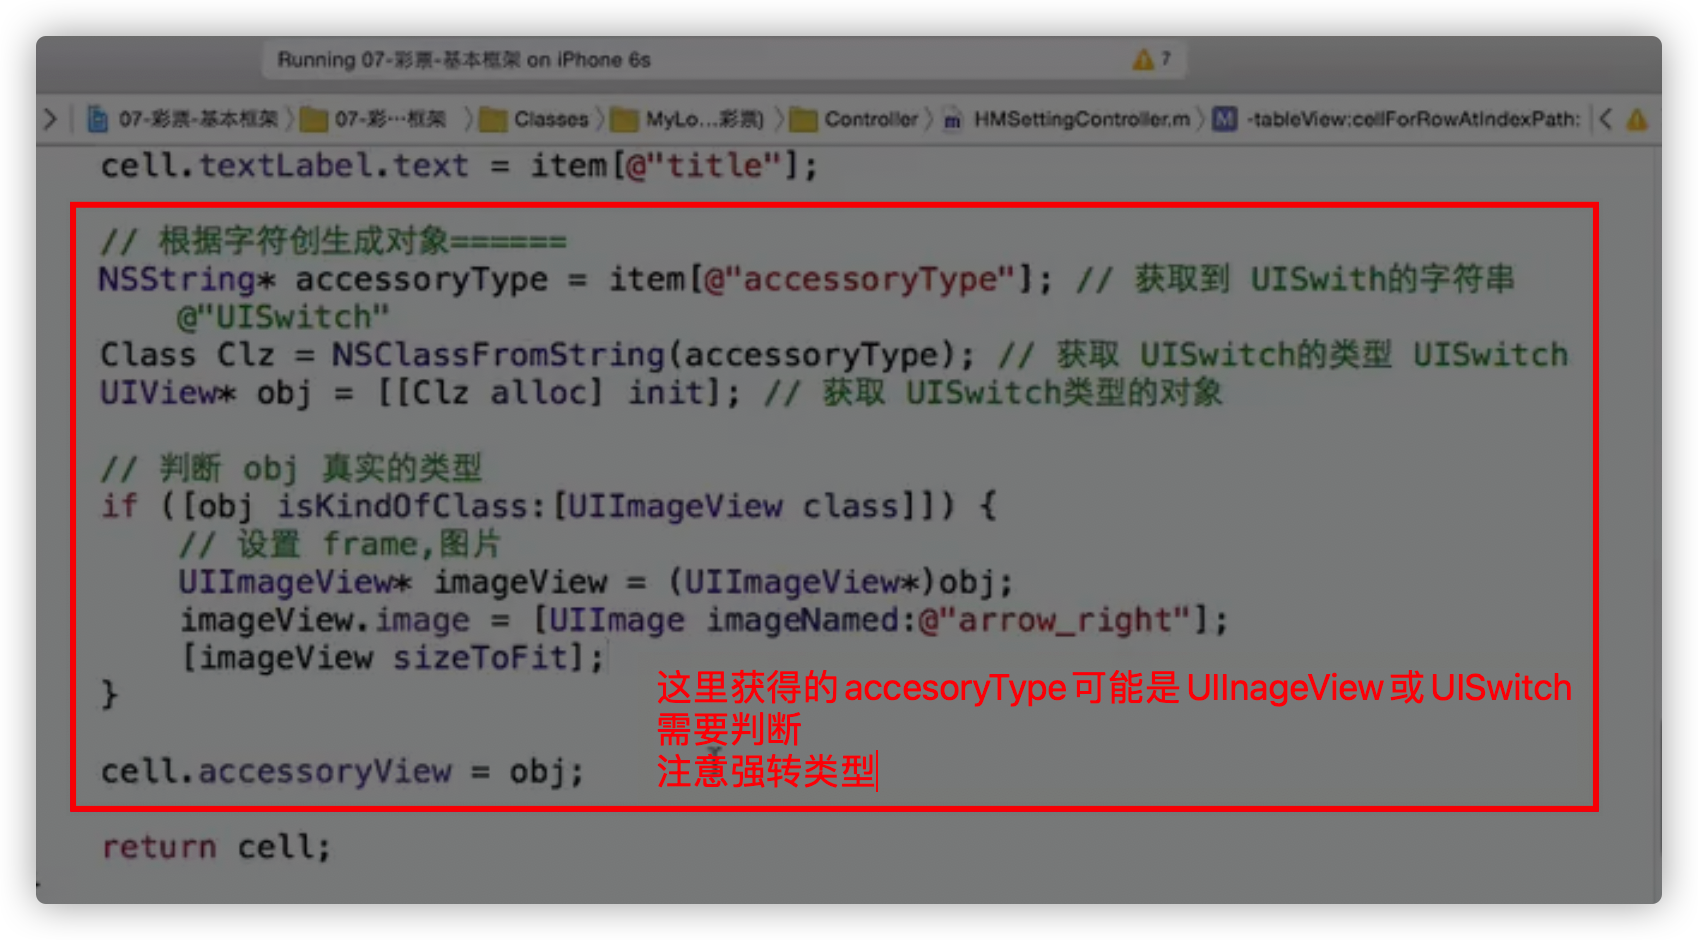 Running 07-彩票-基本框架 on iPhone 6s
7
07-彩票-基本框架 07-彩…框架 Classes MyLo...彩票) Controller HMSettingController.m M -tableView:cellForRowAtIndexPath:
cell.textLabel.text = item[@"title"];
// 根据字符创生成对象======
NSString* accessoryType = item[@"accessoryType"]; // 获取到 UISwith的字符串
@"UISwitch"
Class Clz = NSClassFromString(accessoryType); // 获取 UISwitch的类型 UISwitch
UIView* obj = [[Clz alloc] init]; // 获取 UISwitch类型的对象
// 判断 obj 真实的类型
if ([obj isKindOfClass:[UIImageView class]]) {
// 设置 frame,图片
UIImageView* imageView = (UIImageView*)obj;
imageView.image = [UIImage imageNamed:@"arrow_right"];
[imageView sizeToFit];
}
这里获得的accesoryType可能是UIInageView或UISwitch
需要判断
注意强转类型
cell.accessoryView = obj;
return cell;